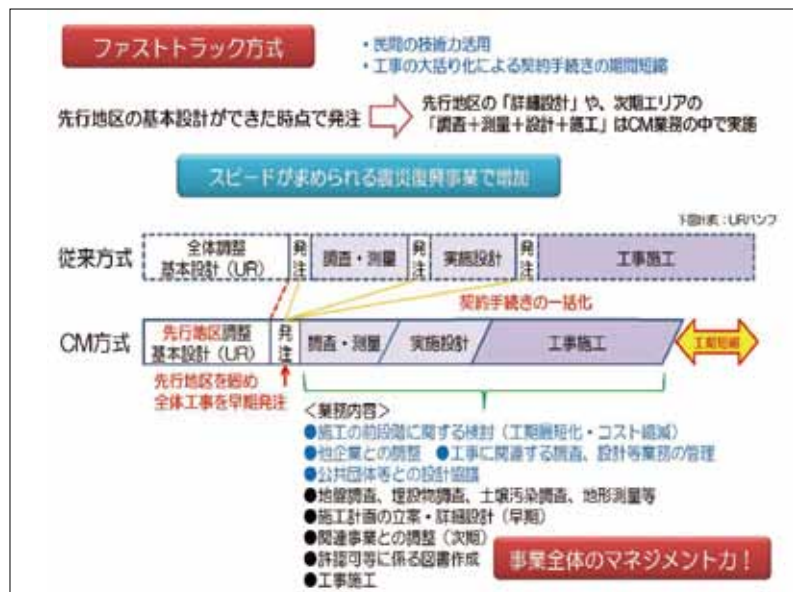 ファストトラック方式
・民間の技術力活用
・工事の大括り化による契約手続きの期間短縮
先行地区の基本設計ができた時点で発注
先行地区の「詳細設計」や、次期エリアの
「調査+測量+設計+施工」はCM業務の中で実施
スピードが求められる震災復興事業で増加
下図出典:URパンフ
従来方式
全体調整
基本設計(UR)
発注
調査・測量
発注
実施設計
発注
工事施工
契約手続きの一括化
CM方式
先行地区調整
基本設計(UR)
発注
調査・測量
実施設計
工事施工
工期短縮
先行地区を固め
全体工事を早期発注
<業務内容>
●施工の前段階に関する検討(工期最短化・コスト縮減)
●他企業との調整 ●工事に関連する調査、設計等業務の管理
●公共団体等との設計協議
●地盤調査、埋設物調査、土壌汚染調査、地形測量等
●施工計画の立案・詳細設計(早期)
●関連事業との調整(次期)
●許認可等に係る図書作成
●工事施工
事業全体のマネジメント力!